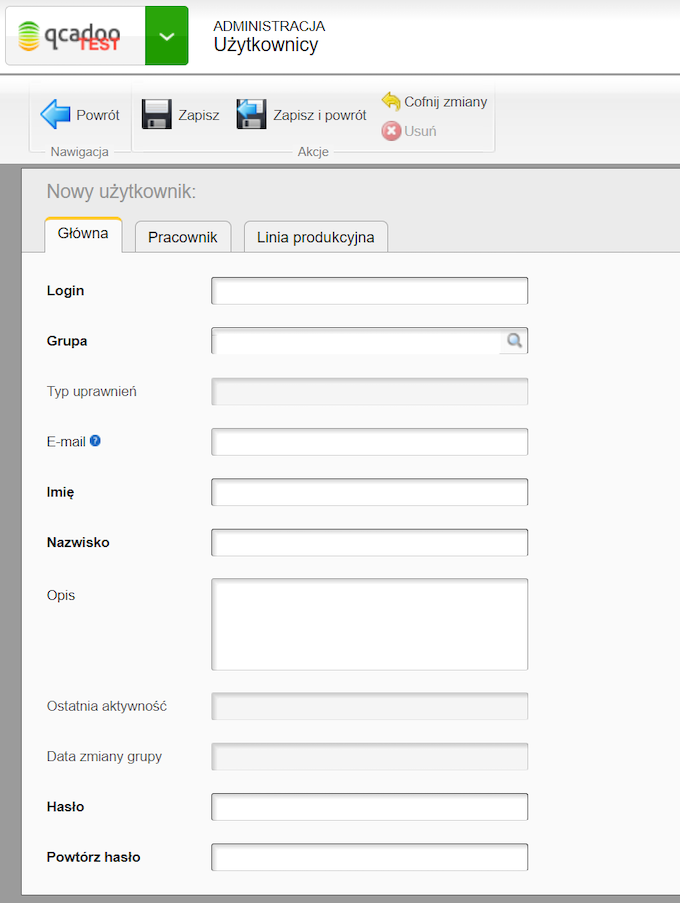 qcadoo
TEST
ADMINISTRACJA
Użytkownicy
Powrót
Zapisz
Zapisz i powrót
Cofnij zmiany
Usuń
Nawigacja
Akcje
Nowy użytkownik:
Główna
Pracownik
Linia produkcyjna
Login
Grupa
Typ uprawnień
E-mail ?
Imię
Nazwisko
Opis
Ostatnia aktywność
Data zmiany grupy
Hasło
Powtórz hasło